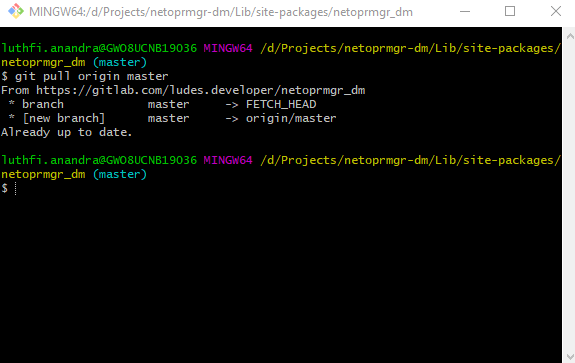 MINGW64:/d/Projects/netoprmgr-dm/Lib/site-packages/netoprmgr_dm
luthfi.anandra@GWO8UCNB19036 MINGW64 /d/Projects/netoprmgr-dm/Lib/site-packages/
netoprmgr_dm (master)
$ git pull origin master
From https://gitlab.com/ludes.developer/netoprmgr_dm
 * branch            master     -> FETCH_HEAD
 * [new branch]      master     -> origin/master
Already up to date.
luthfi.anandra@GWO8UCNB19036 MINGW64 /d/Projects/netoprmgr-dm/Lib/site-packages/
netoprmgr_dm (master)
$